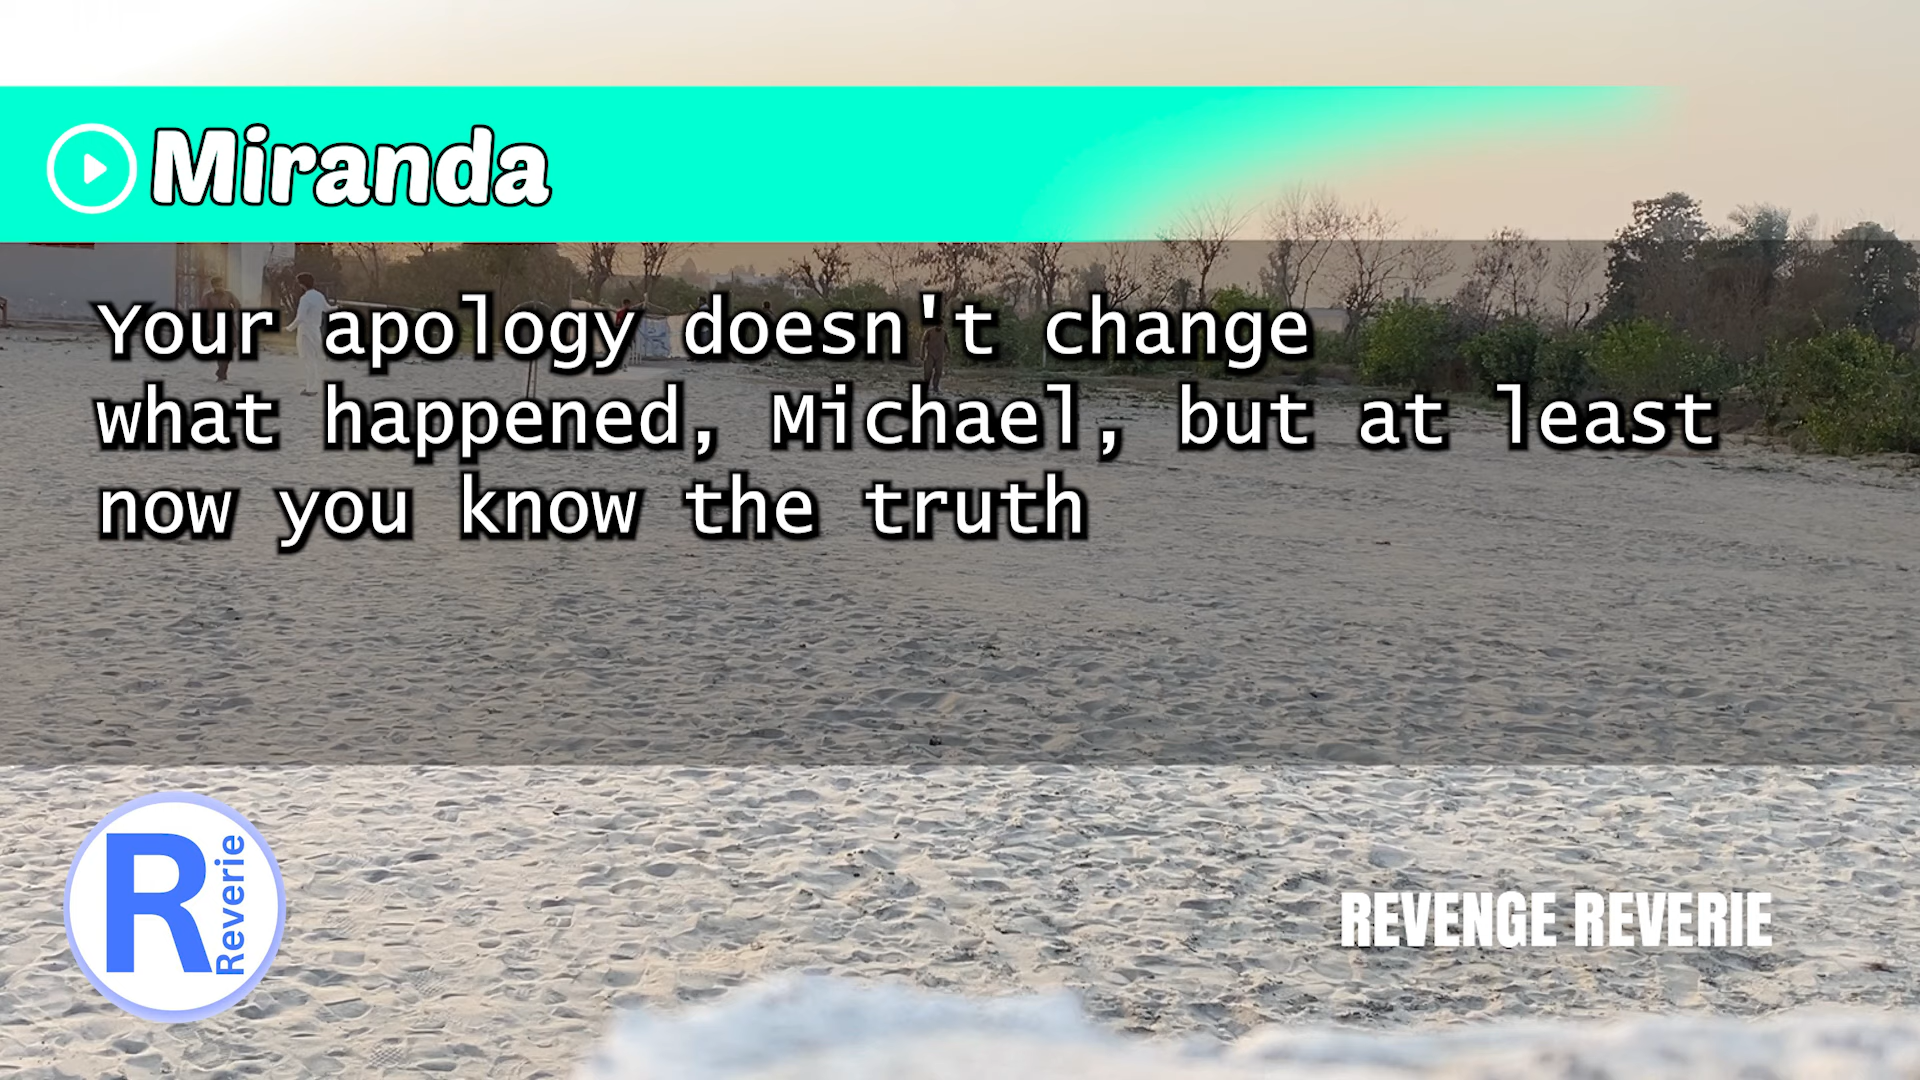 Miranda
Your apology doesn't change
what happened, Michael, but at least
now you know the truth
R
Reverie
REVENGE REVERIE